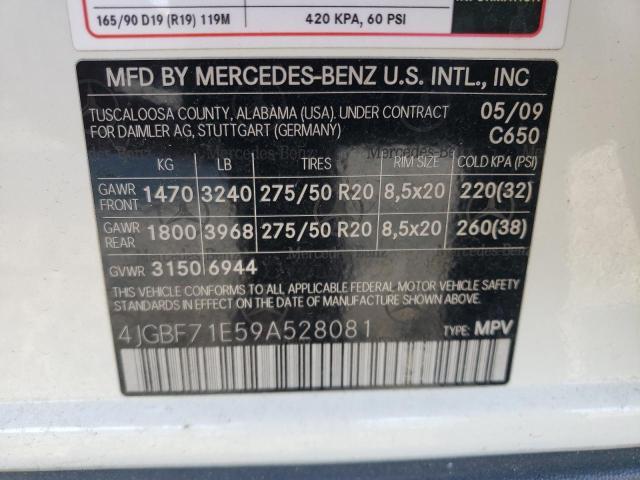 165/90 D19 (R19) 119M 420 KPA, 60 PSI
MFD BY MERCEDES-BENZ U.S. INTL., INC
TUSCALOOSA COUNTY, ALABAMA (USA). UNDER CONTRACT 05/09
FOR DAIMLER AG, STUTTGART (GERMANY) C650
KG LB TIRES RIM SIZE COLD KPA (PSI)
GAWR FRONT 1470 3240 275/50 R20 8,5x20 220(32)
GAWR REAR 1800 3968 275/50 R20 8,5x20 260(38)
GVWR 3150 6944
THIS VEHICLE CONFORMS TO ALL APPLICABLE FEDERAL MOTOR VEHICLE SAFETY
STANDARDS IN EFFECT ON THE DATE OF MANUFACTURE SHOWN ABOVE.
4JGBF71E59A528081 TYPE: MPV